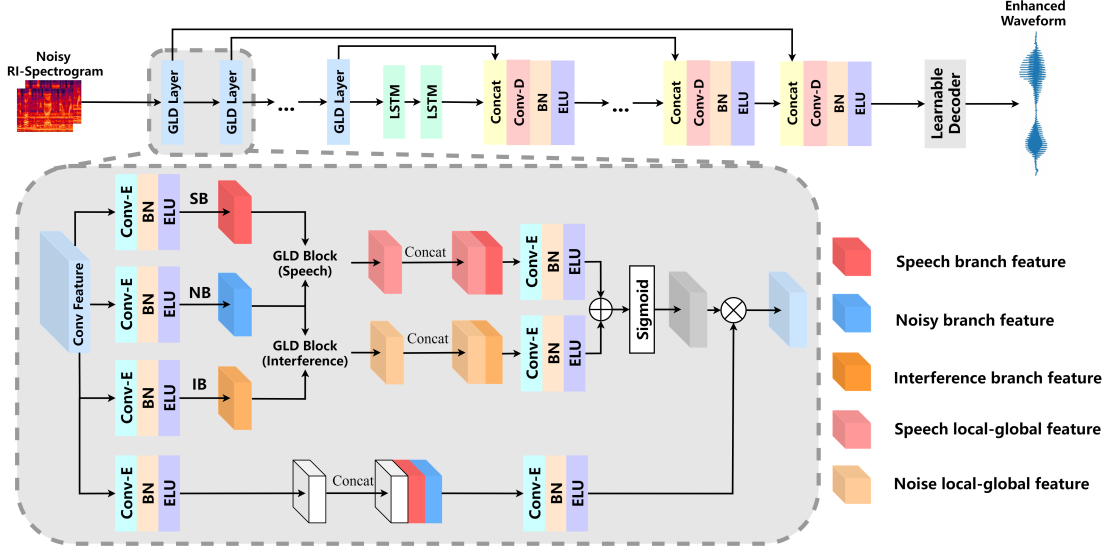 Enhanced
Waveform
Noisy
RI-Spectrogram
GLD Layer
GLD Layer
...
GLD Layer
LSTM
LSTM
Concat
Conv-D
BN
ELU
...
Concat
Conv-D
BN
ELU
Concat
Conv-D
BN
ELU
Learnable
Decoder
Conv Feature
Conv-E
BN
ELU
SB
Conv-E
BN
ELU
NB
Conv-E
BN
ELU
IB
Conv-E
BN
ELU
GLD Block
(Speech)
GLD Block
(Interference)
Concat
Concat
Concat
Conv-E
BN
ELU
Conv-E
BN
ELU
Conv-E
BN
ELU
Sigmoid
Speech branch feature
Noisy branch feature
Interference branch feature
Speech local-global feature
Noise local-global feature